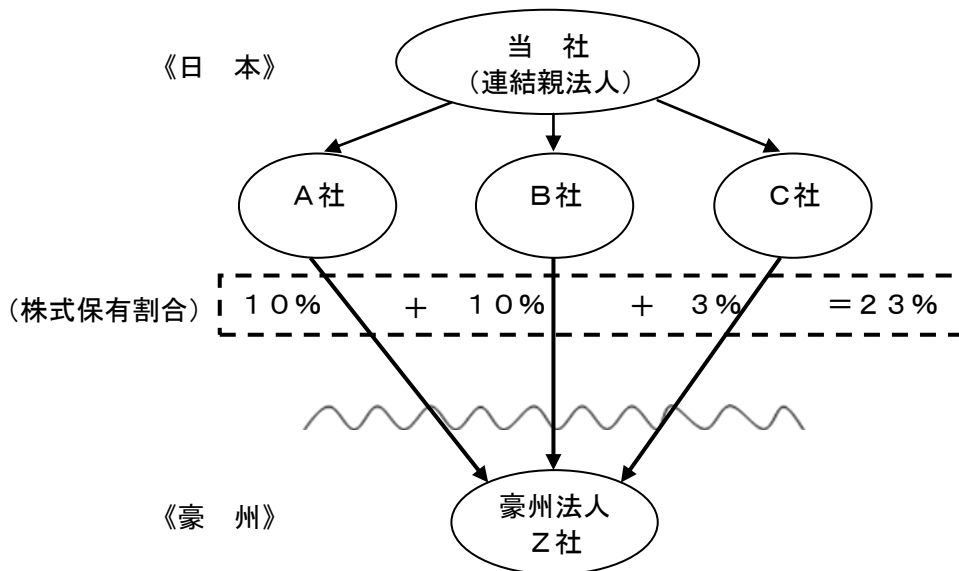 《日　本》
当　社
（連結親法人）
Ａ社
Ｂ社
Ｃ社
（株式保有割合）
１０％　＋　１０％　＋　３％　＝２３％
《豪　州》
豪州法人
Ｚ社